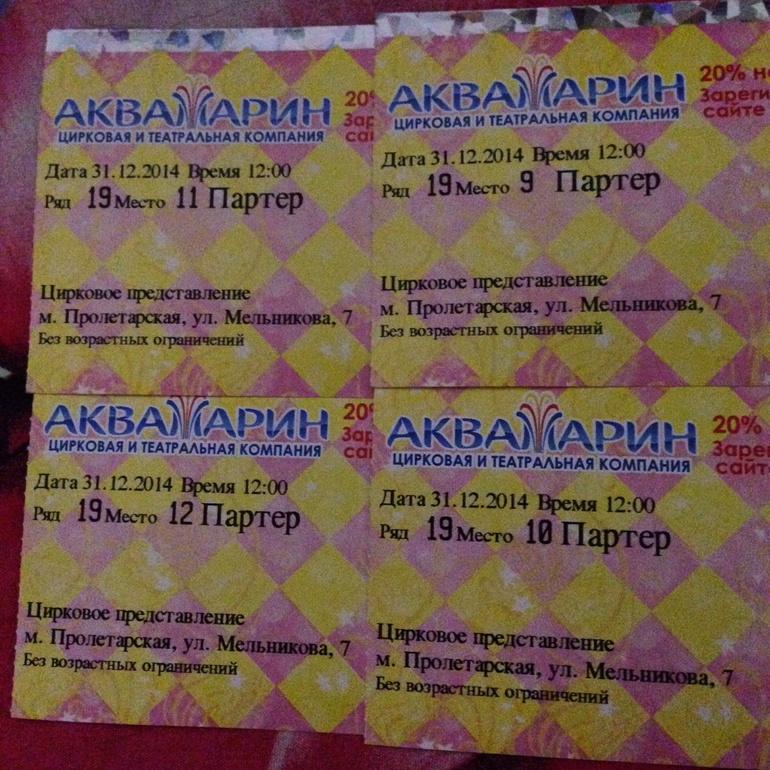 АКВАМАРИН
ЦИРКОВАЯ И ТЕАТРАЛЬНАЯ КОМПАНИЯ
Дата 31.12.2014 Время 12:00
Ряд 19 Место 11 Партер
Цирковое представление
м. Пролетарская, ул. Мельникова, 7
Без возрастных ограничений
АКВАМАРИН
ЦИРКОВАЯ И ТЕАТРАЛЬНАЯ КОМПАНИЯ
20%
сайте
Дата 31.12.2014 Время 12:00
Ряд 19 Место 9 Партер
Цирковое представление
м. Пролетарская, ул. Мельникова, 7
Без возрастных ограничений
АКВАМАРИН
ЦИРКОВАЯ И ТЕАТРАЛЬНАЯ КОМПАНИЯ
Дата 31.12.2014 Время 12:00
Ряд 19 Место 12 Партер
Цирковое представление
м. Пролетарская, ул. Мельникова, 7
Без возрастных ограничений
АКВАМАРИН
ЦИРКОВАЯ И ТЕАТРАЛЬНАЯ КОМПАНИЯ
20%
Дата 31.12.2014 Время 12:00
Ряд 19 Место 10 Партер
Цирковое представление
м. Пролетарская, ул. Мельникова, 7
Без возрастных ограничений